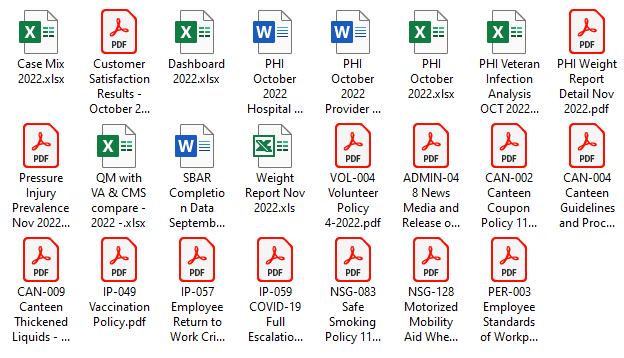 Case Mix
2022.xlsx
Customer
Satisfaction
Results -
October 2...
Dashboard
2022.xlsx
PHI
October
2022
Hospital ...
PHI
October
2022
Provider ...
PHI
October
2022.xlsx
PHI Veteran
Infection
Analysis
OCT 2022...
PHI Weight
Report
Detail Nov
2022.pdf
Pressure
Injury
Prevalence
Nov 2022...
QM with
VA & CMS
compare -
2022 -.xlsx
SBAR
Completio
n Data
Septemb...
Weight
Report Nov
2022.xls
VOL-004
Volunteer
Policy
4-2022.pdf
ADMIN-04
8 News
Media and
Release o...
CAN-002
Canteen
Coupon
Policy 11...
CAN-004
Canteen
Guidelines
and Proc...
CAN-009
Canteen
Thickened
Liquids - ...
IP-049
Vaccination
Policy.pdf
IP-057
Employee
Return to
Work Cri...
IP-059
COVID-19
Full
Escalatio...
NSG-083
Safe
Smoking
Policy 11...
NSG-128
Motorized
Mobility
Aid Whe...
PER-003
Employee
Standards
of Workp...